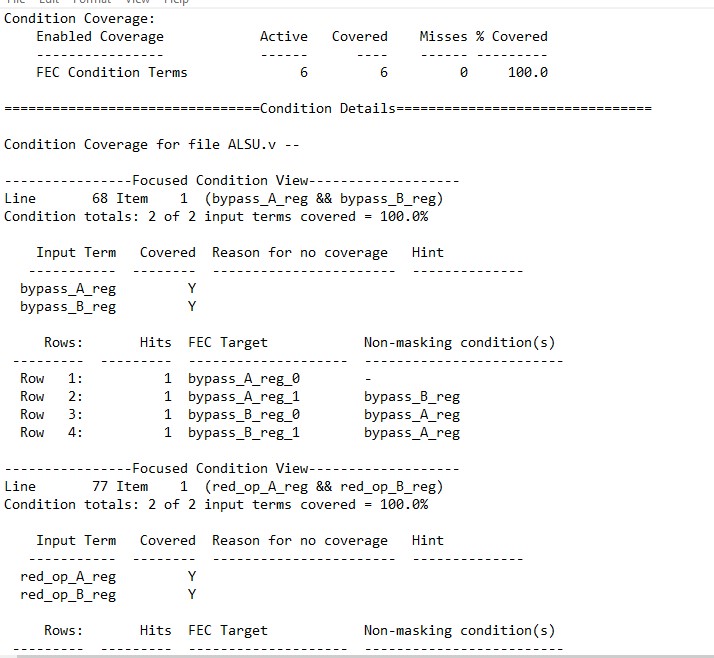 File Edit Format View Help
Condition Coverage:
    Enabled Coverage            Active   Covered    Misses % Covered
    ----------------            ------      ----    ------ ---------
    FEC Condition Terms              6         6         0     100.0

================================Condition Details================================

Condition Coverage for file ALSU.v --

----------------Focused Condition View-------------------
Line       68 Item    1  (bypass_A_reg && bypass_B_reg)
Condition totals: 2 of 2 input terms covered = 100.0%

    Input Term   Covered  Reason for no coverage   Hint
   -----------  --------  -----------------------  --------------
  bypass_A_reg         Y
  bypass_B_reg         Y

     Rows:       Hits  FEC Target            Non-masking condition(s)
 ---------  ---------  --------------------  -------------------------
  Row   1:          1  bypass_A_reg_0        -
  Row   2:          1  bypass_A_reg_1        bypass_B_reg
  Row   3:          1  bypass_B_reg_0        bypass_A_reg
  Row   4:          1  bypass_B_reg_1        bypass_A_reg

----------------Focused Condition View-------------------
Line       77 Item    1  (red_op_A_reg && red_op_B_reg)
Condition totals: 2 of 2 input terms covered = 100.0%

    Input Term   Covered  Reason for no coverage   Hint
   -----------  --------  -----------------------  --------------
  red_op_A_reg         Y
  red_op_B_reg         Y

     Rows:       Hits  FEC Target            Non-masking condition(s)
 ---------  ---------  --------------------  -------------------------